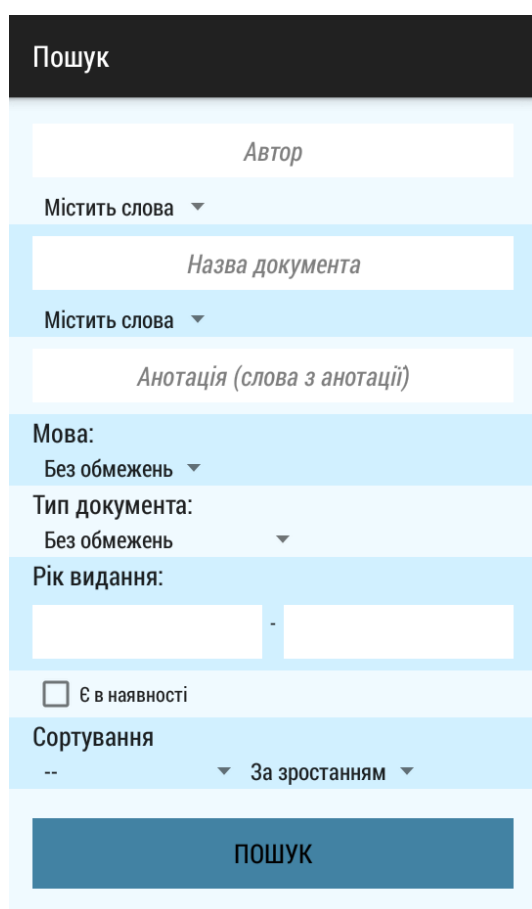 Пошук
Автор
Містить слова
Назва документа
Містить слова
Анотація (слова з анотації)
Мова:
Без обмежень
Тип документа:
Без обмежень
Рік видання:
-
Є в наявності
Сортування
-- За зростанням
ПОШУК